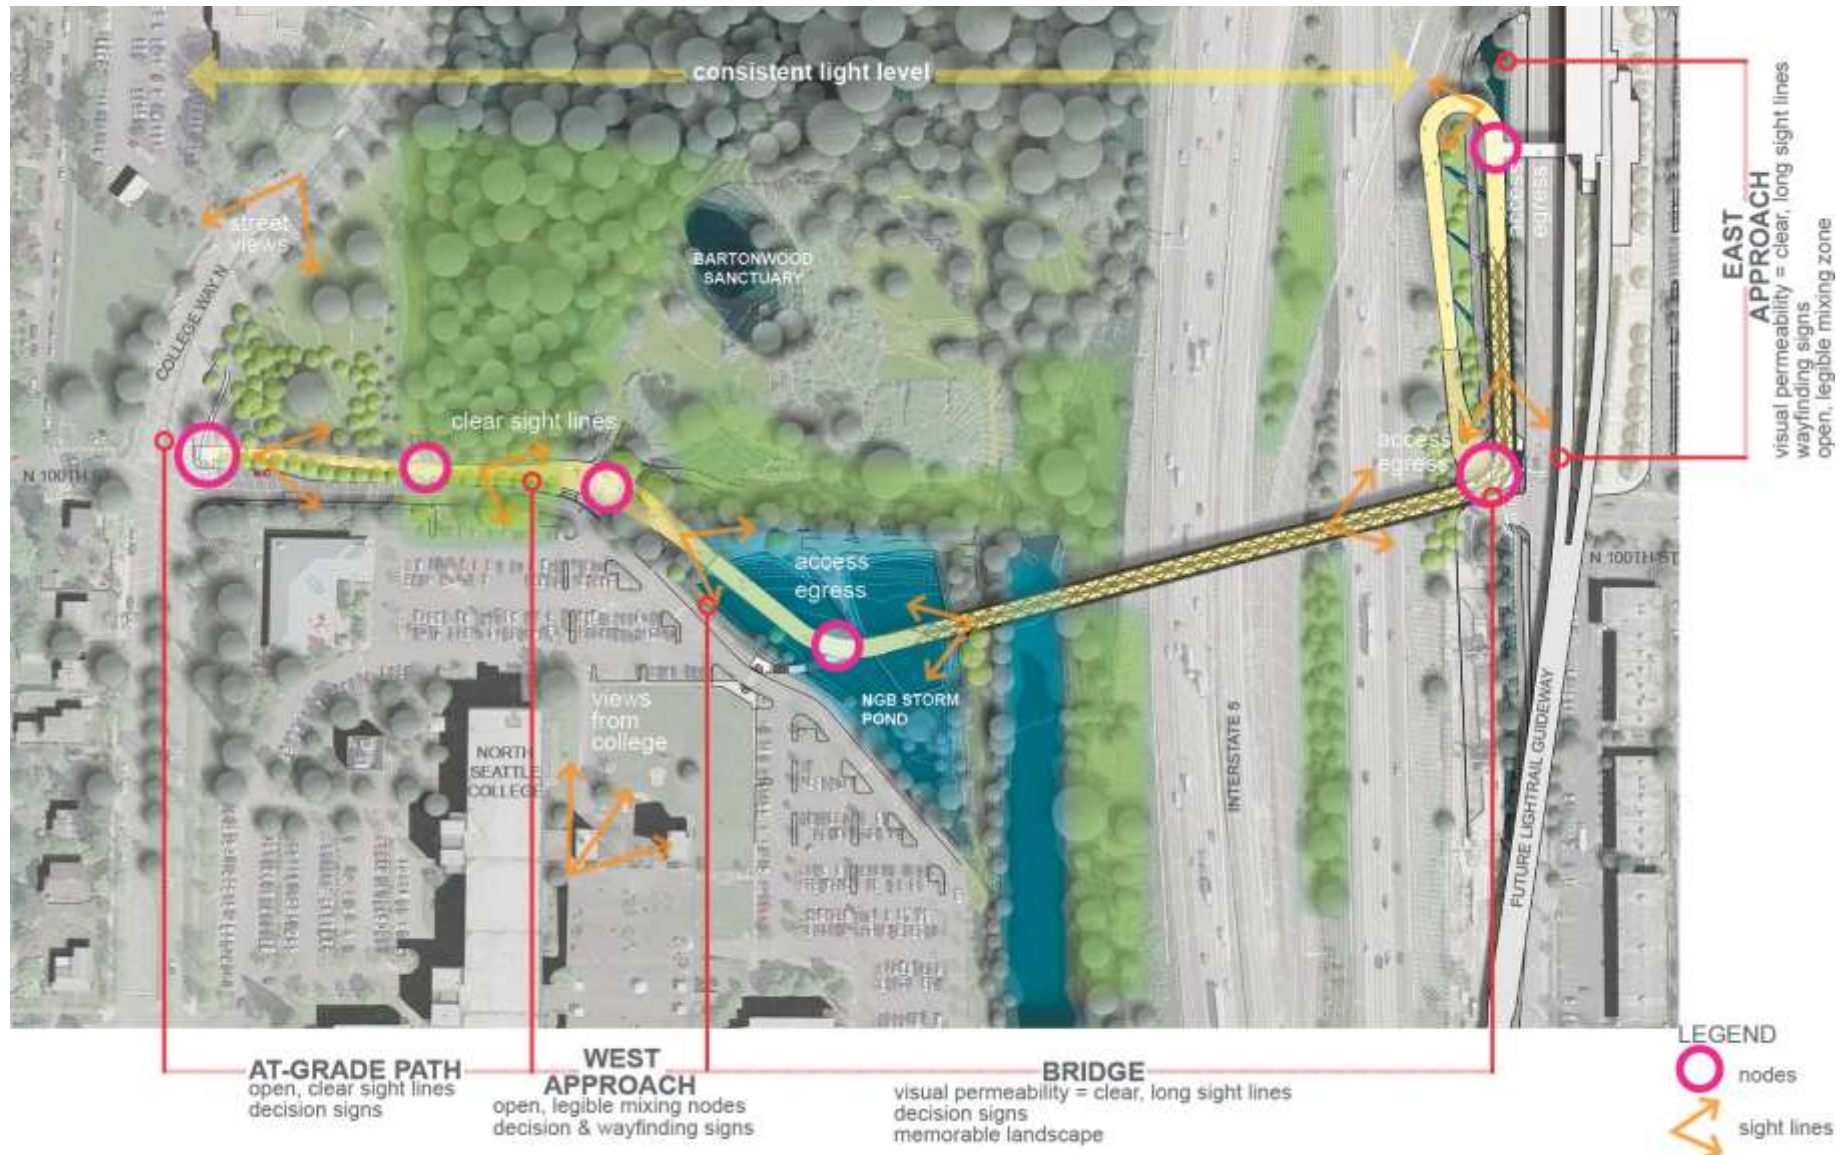 consistent light level
street
views
COLLEGE WAY N
BARTONWOOD
SANCTUARY
clear sight lines
N 100TH ST
access
egress
access
egress
access
egress
N 100TH ST
NGB STORM
POND
views
from
college
NORTH
SEATTLE
COLLEGE
INTERSTATE 5
FUTURE LIGHTRAIL GUIDEWAY
EAST
APPROACH
visual permeability = clear, long sight lines
wayfinding signs
open, legible mixing zone
AT-GRADE PATH
open, clear sight lines
decision signs
WEST
APPROACH
open, legible mixing nodes
decision & wayfinding signs
BRIDGE
visual permeability = clear, long sight lines
decision signs
memorable landscape
LEGEND
nodes
sight lines